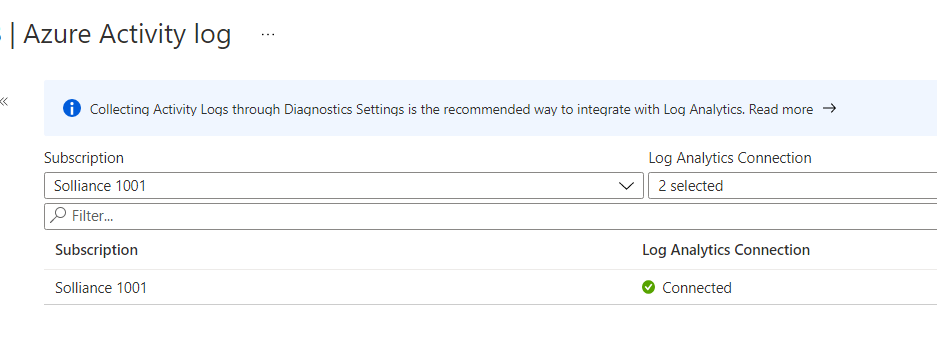 | Azure Activity log ...
«
Collecting Activity Logs through Diagnostics Settings is the recommended way to integrate with Log Analytics. Read more →
Subscription Log Analytics Connection
Solliance 1001 2 selected
Filter...
Subscription Log Analytics Connection
Solliance 1001 Connected